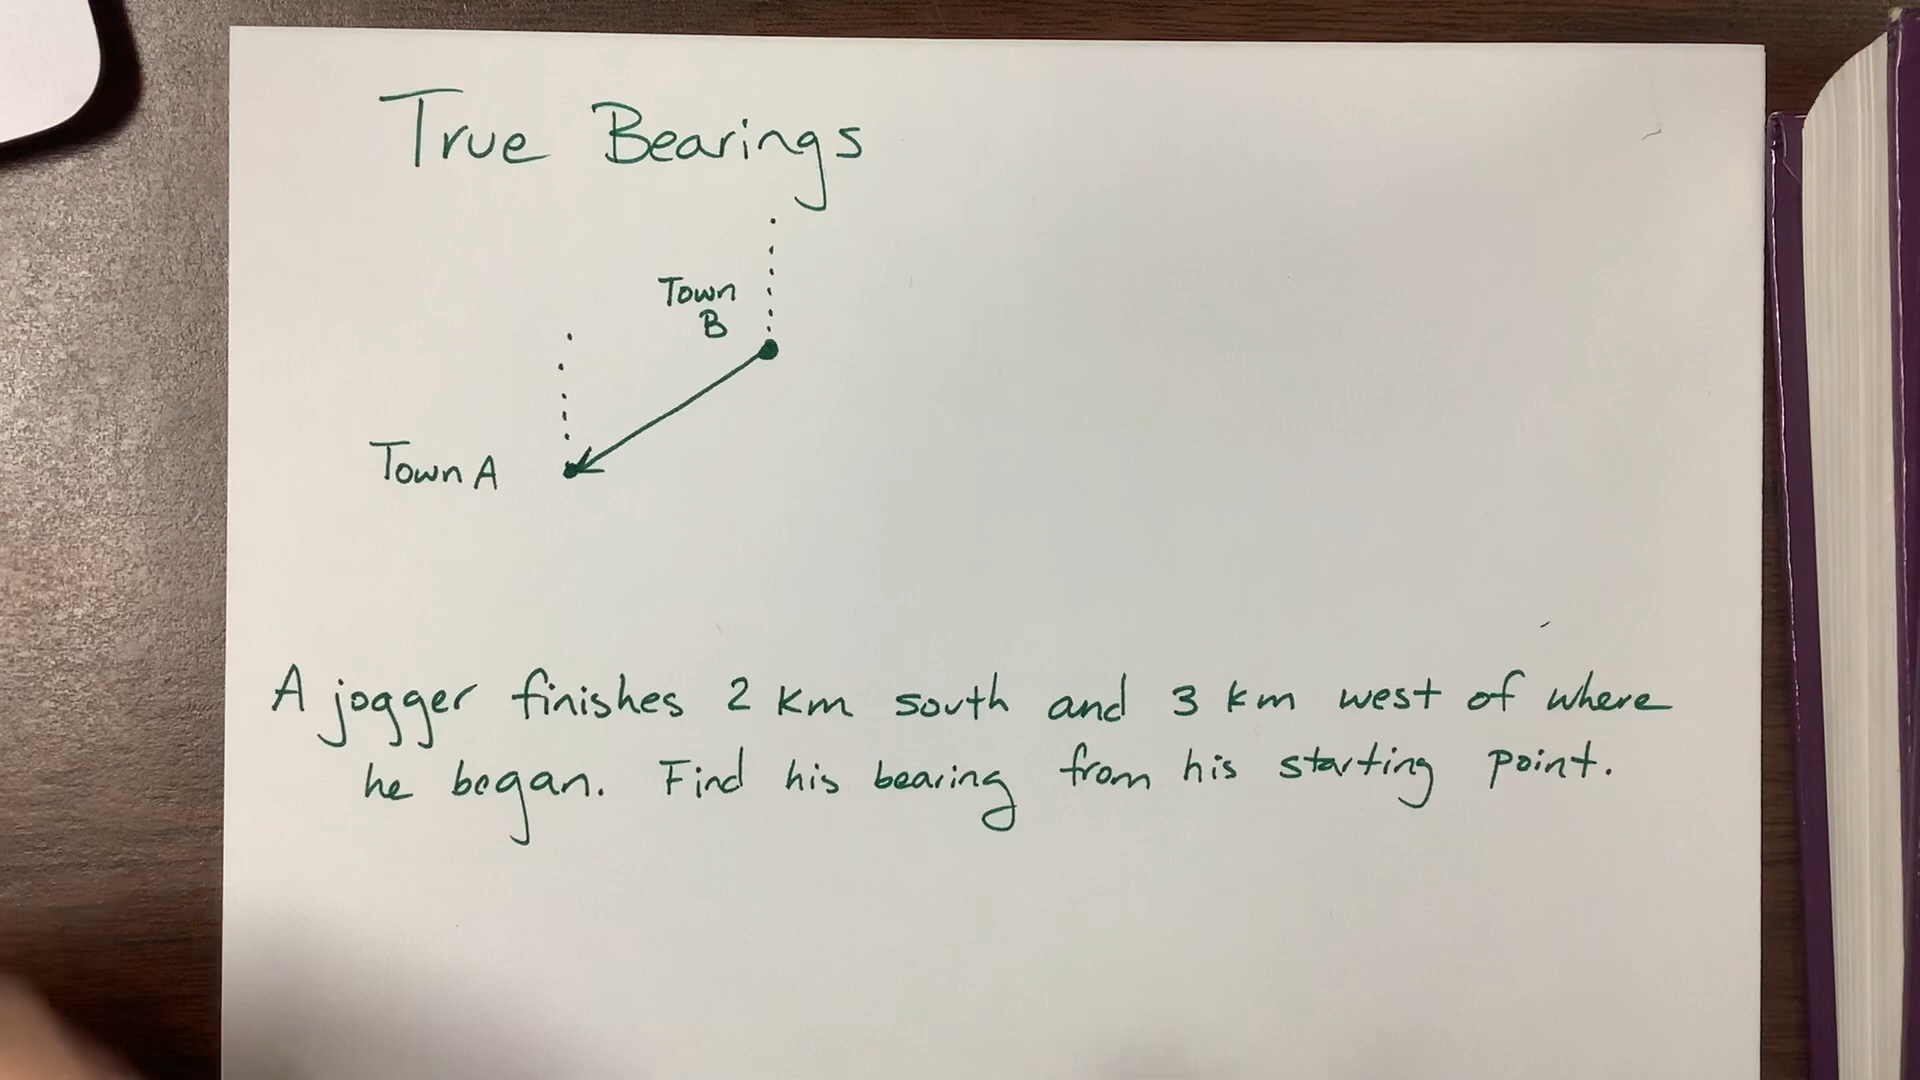 True Bearings
Town
B
Town A
A jogger finishes 2 km south and 3 km west of where
he began. Find his bearing from his starting point.